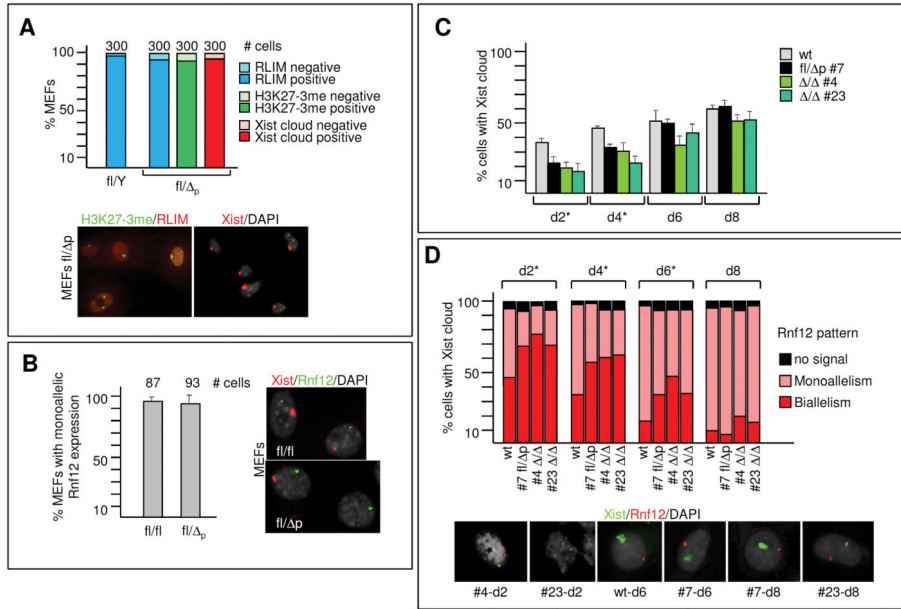 A
300 300 300 300 # cells
100
50
10
% MEFs
RLIM negative
RLIM positive
H3K27-3me negative
H3K27-3me positive
Xist cloud negative
Xist cloud positive
fl/Y
fl/Δp
H3K27-3me/RLIM
Xist/DAPI
MEFs fl/Δp
B
87 93 # cells
100
50
10
% MEFs with monoallelic
Rnf12 expression
fl/fl
fl/Δp
Xist/Rnf12/DAPI
MEFs
fl/fl
fl/Δp
C
100
50
10
% cells with Xist cloud
wt
fl/Δp #7
Δ/Δ #4
Δ/Δ #23
d2* d4* d6 d8
D
d2* d4* d6* d8
100
50
10
% cells with Xist cloud
Rnf12 pattern
no signal
Monoallelism
Biallelism
wt
#7 fl/Δp
#4 Δ/Δ
#23 Δ/Δ
wt
#7 fl/Δp
#4 Δ/Δ
#23 Δ/Δ
wt
#7 fl/Δp
#4 Δ/Δ
#23 Δ/Δ
wt
#7 fl/Δp
#4 Δ/Δ
#23 Δ/Δ
Xist/Rnf12/DAPI
#4-d2 #23-d2 wt-d6 #7-d6 #7-d8 #23-d8